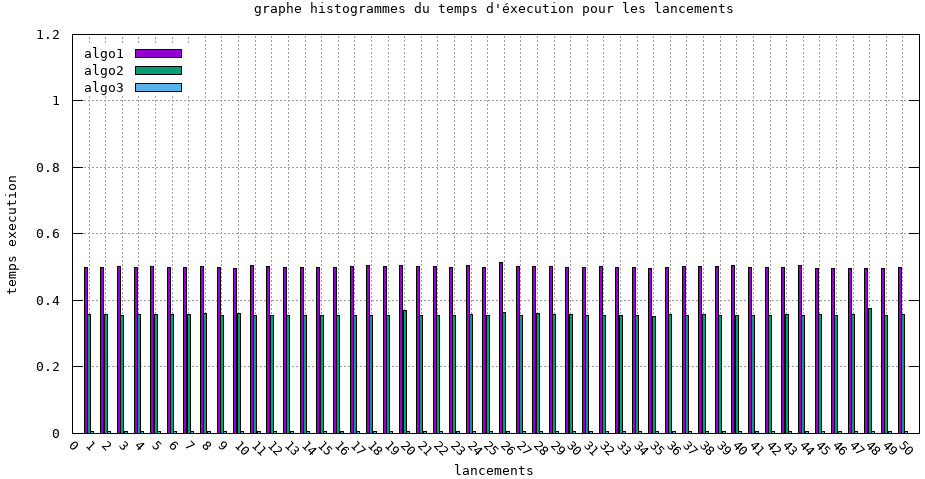 graphe histogrammes du temps d'éxecution pour les lancements
1.2
algo1
algo2
algo3
1
0.8
temps execution
0.6
0.4
0.2
0
0 1 2 3 4 5 6 7 8 9 10 11 12 13 14 15 16 17 18 19 20 21 22 23 24 25 26 27 28 29 30 31 32 33 34 35 36 37 38 39 40 41 42 43 44 45 46 47 48 49 50
lancements